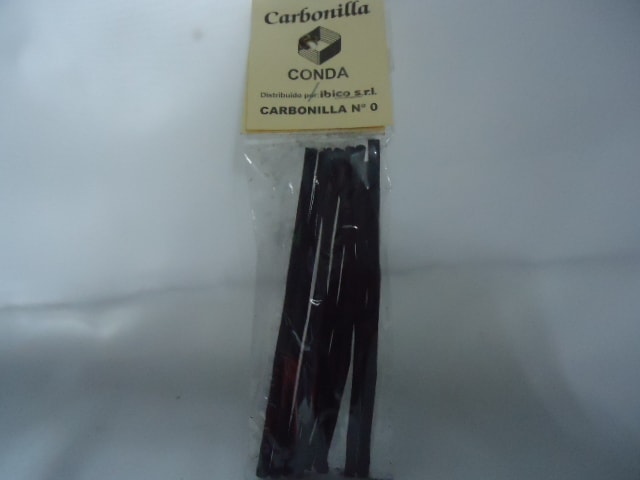 Carbonilla
CONDA
Distribuido por ibico s.r.l.
CARBONILLA N° 0